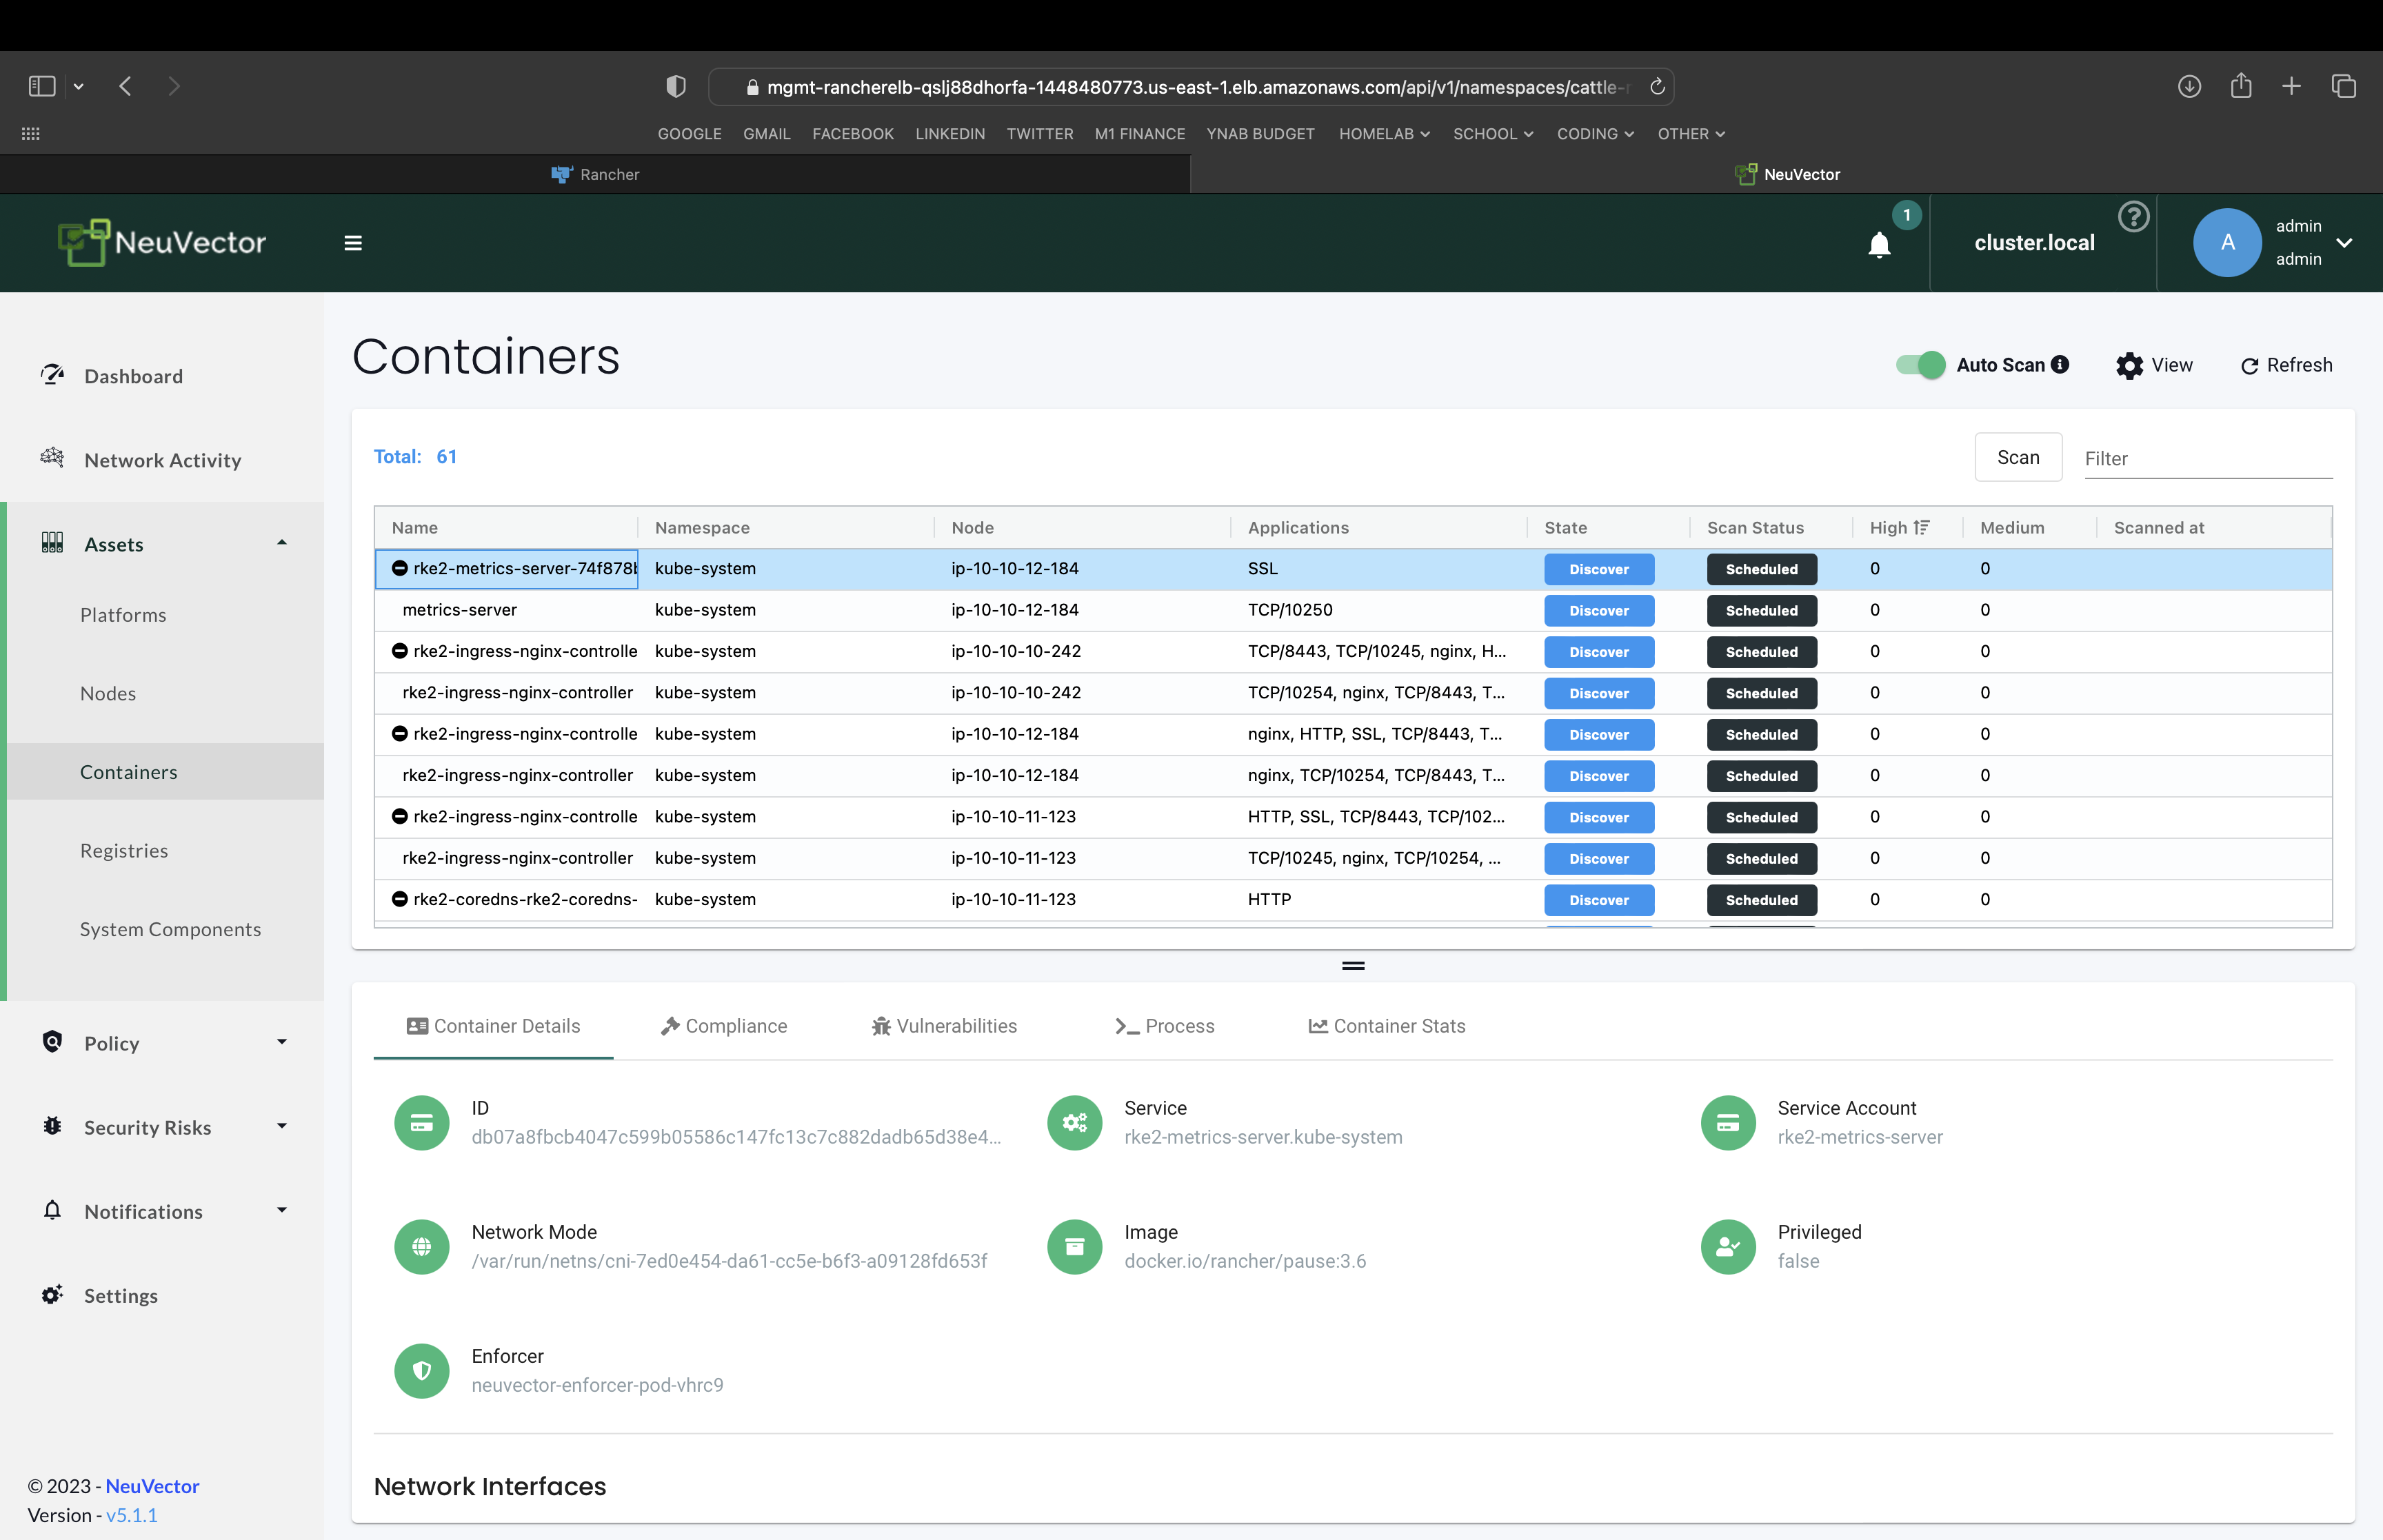 mgmt-rancherelb-qslj88dhorfa-1448480773.us-east-1.elb.amazonaws.com/api/v1/namespaces/cattle-
GOOGLE GMAIL FACEBOOK LINKEDIN TWITTER M1 FINANCE YNAB BUDGET HOMELAB SCHOOL CODING OTHER
Rancher
NeuVector
NeuVector
1
cluster.local
?
A
admin
admin
Dashboard
Network Activity
Assets
Platforms
Nodes
Containers
Registries
System Components
Policy
Security Risks
Notifications
Settings
© 2023 - NeuVector
Version - v5.1.1
Containers
Auto Scan View Refresh
Total: 61
Scan Filter
Name Namespace Node Applications State Scan Status High Medium Scanned at
rke2-metrics-server-74f878b kube-system ip-10-10-12-184 SSL Discover Scheduled 0 0
metrics-server kube-system ip-10-10-12-184 TCP/10250 Discover Scheduled 0 0
rke2-ingress-nginx-controlle kube-system ip-10-10-10-242 TCP/8443, TCP/10245, nginx, H... Discover Scheduled 0 0
rke2-ingress-nginx-controller kube-system ip-10-10-10-242 TCP/10254, nginx, TCP/8443, T... Discover Scheduled 0 0
rke2-ingress-nginx-controlle kube-system ip-10-10-12-184 nginx, HTTP, SSL, TCP/8443, T... Discover Scheduled 0 0
rke2-ingress-nginx-controller kube-system ip-10-10-12-184 nginx, TCP/10254, TCP/8443, T... Discover Scheduled 0 0
rke2-ingress-nginx-controlle kube-system ip-10-10-11-123 HTTP, SSL, TCP/8443, TCP/102... Discover Scheduled 0 0
rke2-ingress-nginx-controller kube-system ip-10-10-11-123 TCP/10245, nginx, TCP/10254, ... Discover Scheduled 0 0
rke2-coredns-rke2-coredns- kube-system ip-10-10-11-123 HTTP Discover Scheduled 0 0
Container Details Compliance Vulnerabilities Process Container Stats
ID
db07a8fbcb4047c599b05586c147fc13c7c882dadb65d38e4...
Service
rke2-metrics-server.kube-system
Service Account
rke2-metrics-server
Network Mode
/var/run/netns/cni-7ed0e454-da61-cc5e-b6f3-a09128fd653f
Image
docker.io/rancher/pause:3.6
Privileged
false
Enforcer
neuvector-enforcer-pod-vhrc9
Network Interfaces